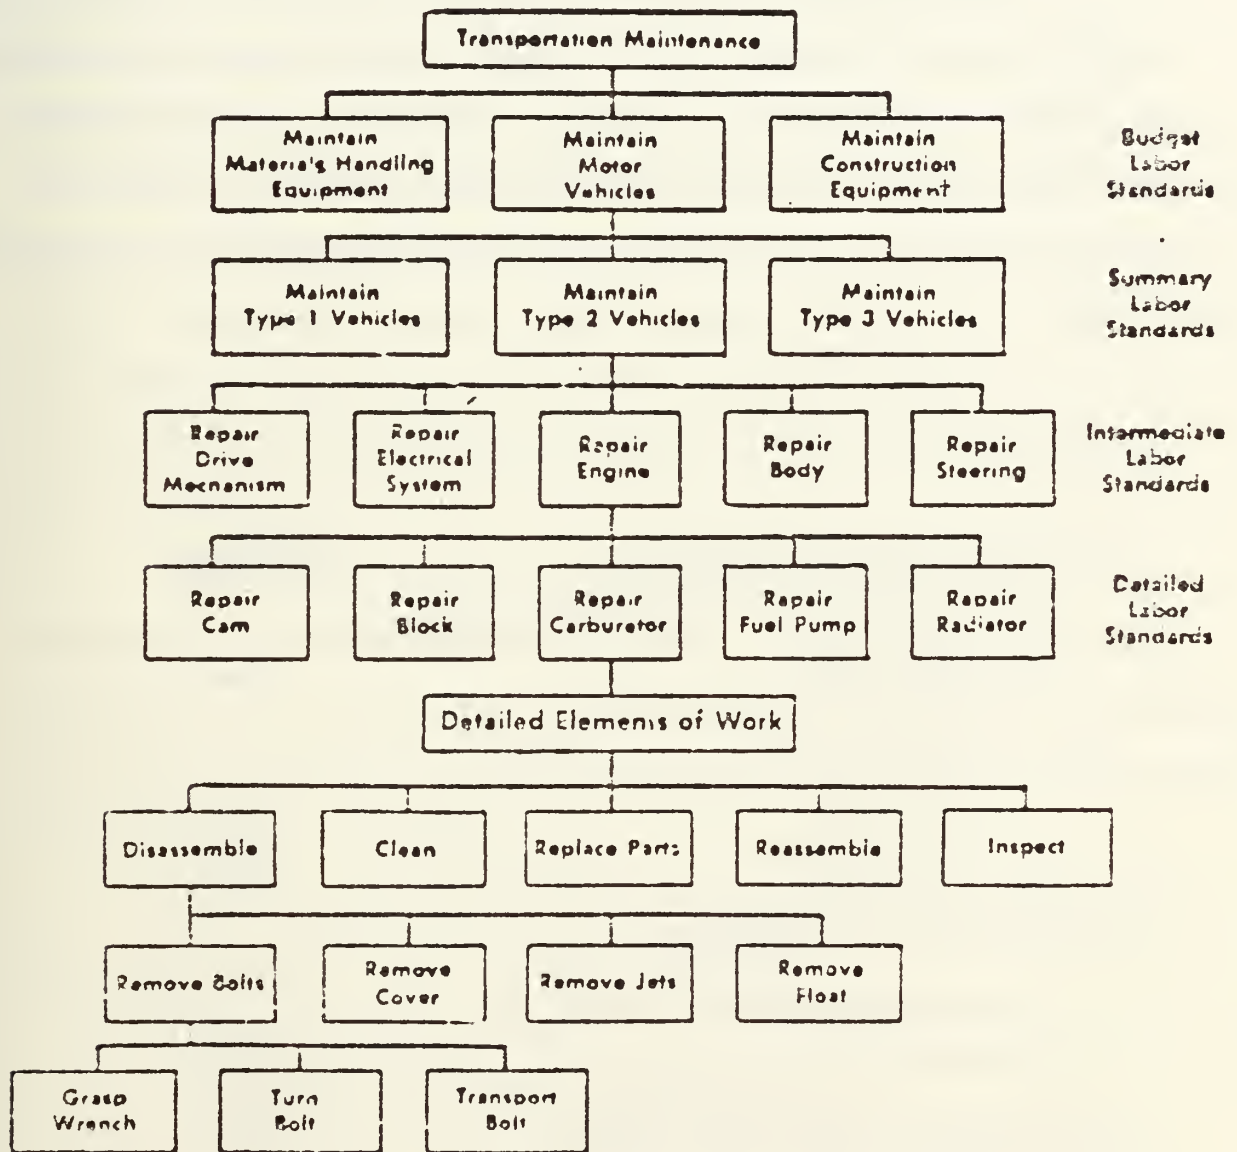 Transportation Maintenance
Maintain
Materials Handling
Equipment
Maintain
Motor
Vehicles
Maintain
Construction
Equipment
Budget
Labor
Standards
Maintain
Type 1 Vehicles
Maintain
Type 2 Vehicles
Maintain
Type 3 Vehicles
Summary
Labor
Standards
Repair
Drive
Mechanism
Repair
Electrical
System
Repair
Engine
Repair
Body
Repair
Steering
Intermediate
Labor
Standards
Repair
Cam
Repair
Block
Repair
Carburetor
Repair
Fuel Pump
Repair
Radiator
Detailed
Labor
Standards
Detailed Elements of Work
Disassemble
Clean
Replace Parts
Reassemble
Inspect
Remove Bolts
Remove
Cover
Remove Jets
Remove
Float
Grasp
Wrench
Turn
Bolt
Transport
Bolt